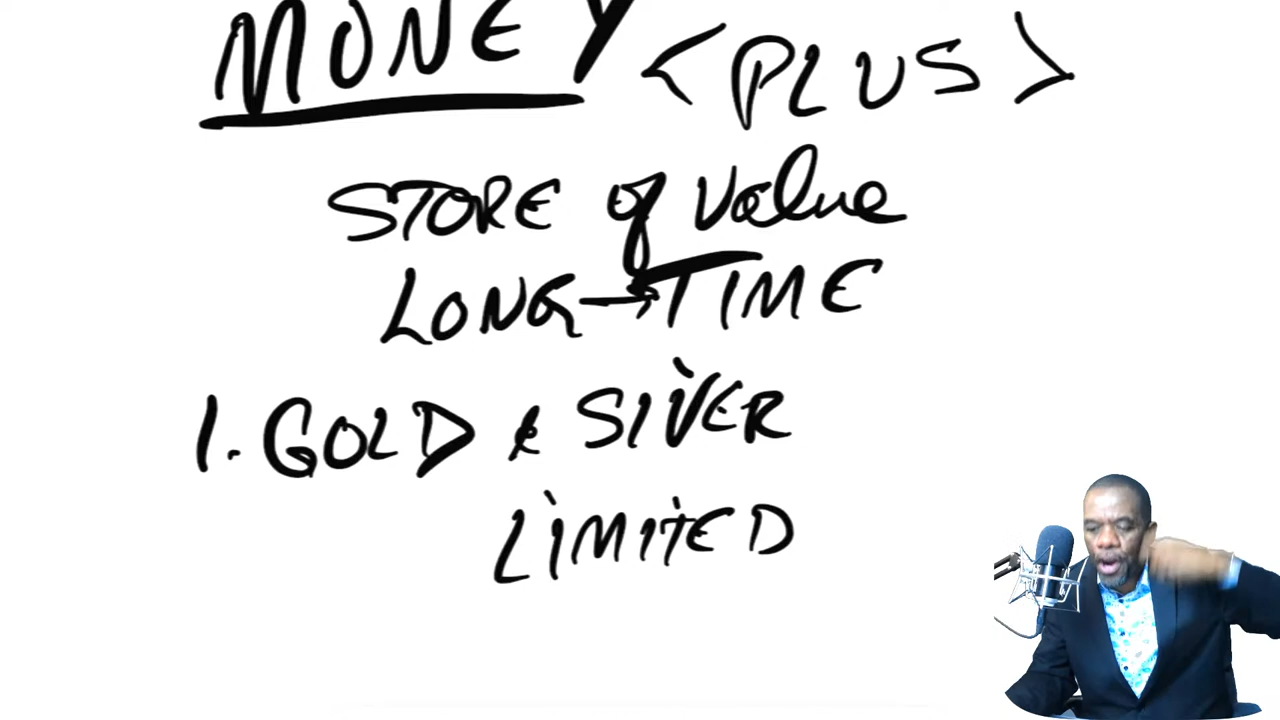 MONEY <PLUS>
STORE of value
LONG→TIME
1. GOLD & SIVER
LIMITED